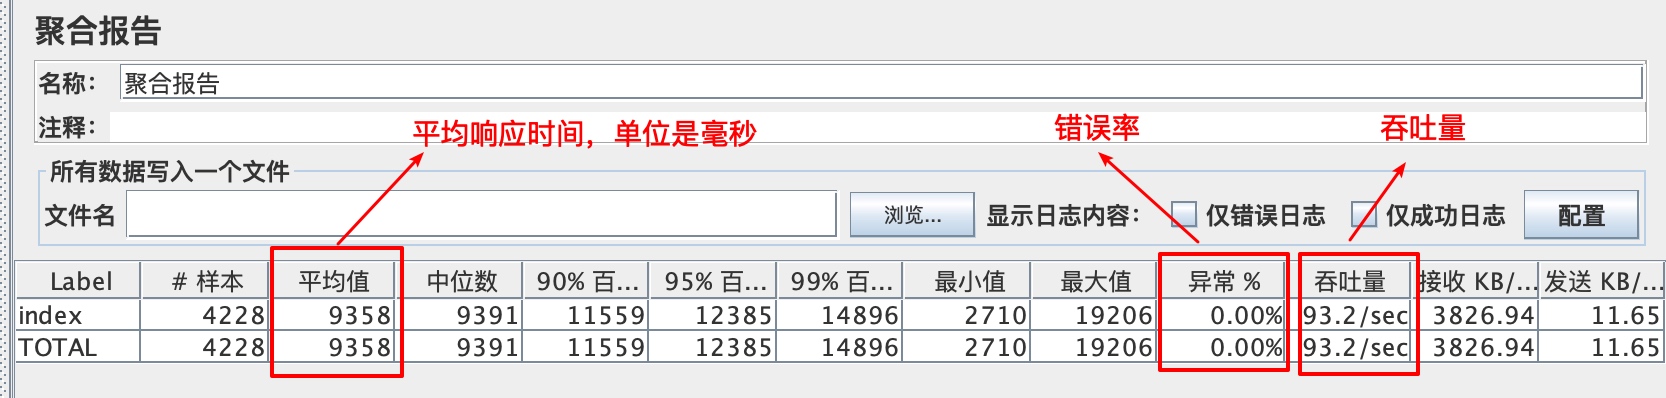 聚合报告
名称： 聚合报告
注释：
平均响应时间，单位是毫秒 错误率 吞吐量
所有数据写入一个文件
文件名 浏览... 显示日志内容： 仅错误日志 仅成功日志 配置
Label # 样本 平均值 中位数 90% 百... 95% 百... 99% 百... 最小值 最大值 异常 % 吞吐量 接收 KB/... 发送 KB/...
index 4228 9358 9391 11559 12385 14896 2710 19206 0.00% 93.2/sec 3826.94 11.65
TOTAL 4228 9358 9391 11559 12385 14896 2710 19206 0.00% 93.2/sec 3826.94 11.65